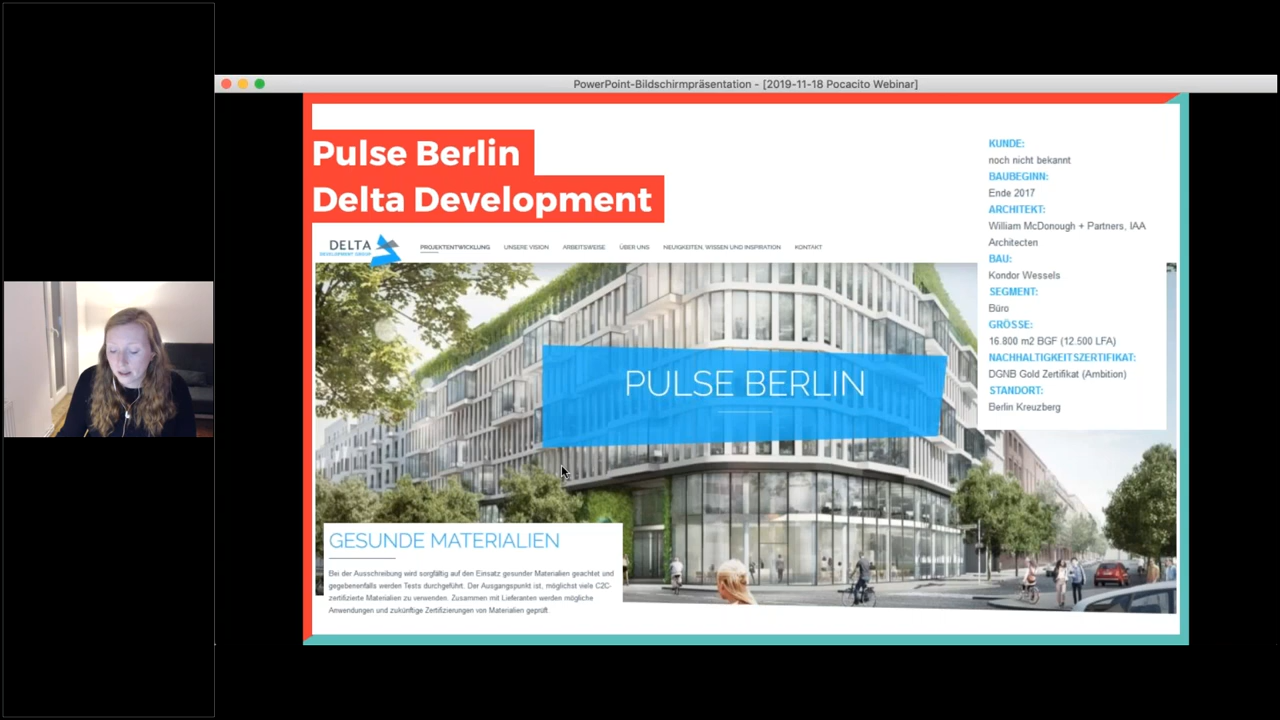 PowerPoint-Bildschirmpräsentation - [2019-11-18 Pocacito Webinar]
Pulse Berlin
Delta Development
DELTA
DEVELOPMENT GROUP
PROJEKTENTWICKLUNG UNSERE VISION ARBEITSWEISE ÜBER UNS NEUIGKEITEN, WISSEN UND INSPIRATION KONTAKT
PULSE BERLIN
KUNDE:
noch nicht bekannt
BAUBEGINN:
Ende 2017
ARCHITEKT:
William McDonough + Partners, IAA
Architecten
BAU:
Kondor Wessels
SEGMENT:
Büro
GRÖSSE:
16.800 m2 BGF (12.500 LFA)
NACHHALTIGKEITSZERTIFIKAT:
DGNB Gold Zertifikat (Ambition)
STANDORT:
Berlin Kreuzberg
GESUNDE MATERIALIEN
Bei der Ausschreibung wird sorgfältig auf den Einsatz gesunder Materialien geachtet und
gegebenenfalls werden Tests durchgeführt. Der Ausgangspunkt ist, möglichst viele C2C-
zertifizierte Materialien zu verwenden. Zusammen mit Lieferanten werden mögliche
Anwendungen und zukünftige Zertifizierungen von Materialien geprüft.